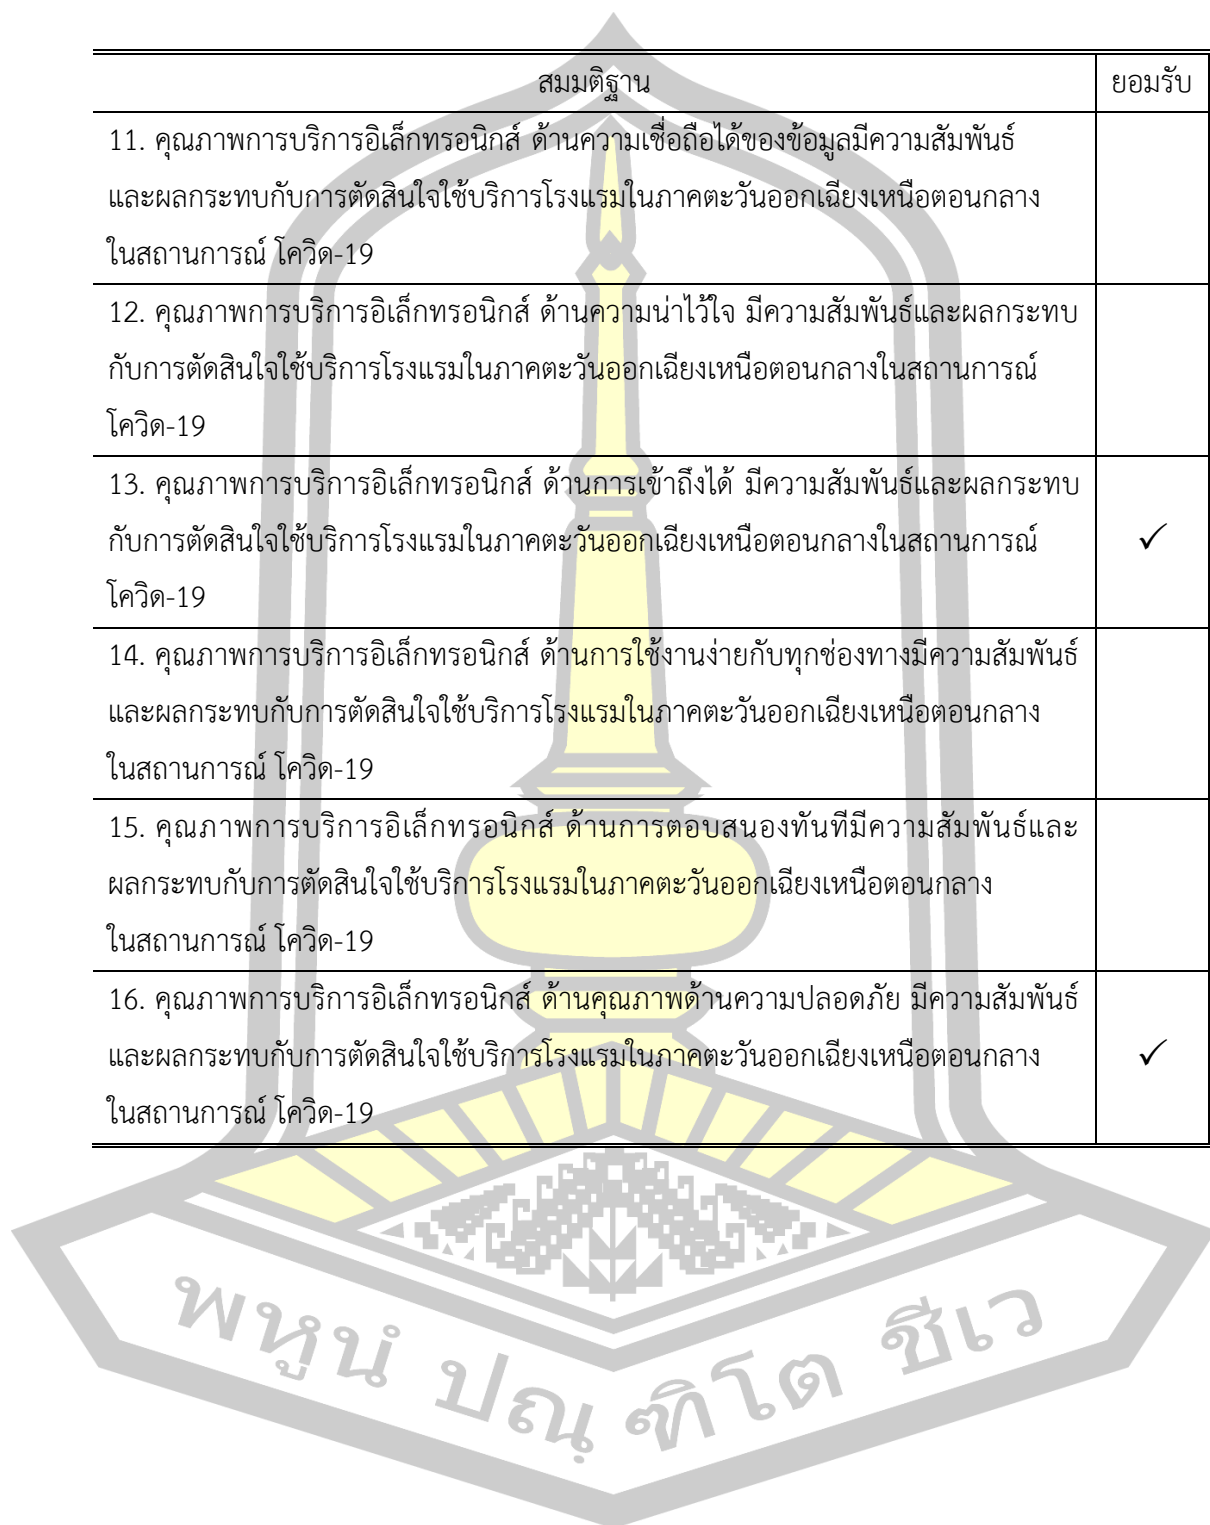 สมมติฐาน ยอมรับ
11. คุณภาพการบริการอิเล็กทรอนิกส์ ด้านความเชื่อถือได้ของข้อมูลมีความสัมพันธ์
และผลกระทบกับการตัดสินใจใช้บริการโรงแรมในภาคตะวันออกเฉียงเหนือตอนกลาง
ในสถานการณ์ โควิด-19
12. คุณภาพการบริการอิเล็กทรอนิกส์ ด้านความน่าไว้ใจ มีความสัมพันธ์และผลกระทบ
กับการตัดสินใจใช้บริการโรงแรมในภาคตะวันออกเฉียงเหนือตอนกลางในสถานการณ์
โควิด-19
13. คุณภาพการบริการอิเล็กทรอนิกส์ ด้านการเข้าถึงได้ มีความสัมพันธ์และผลกระทบ
กับการตัดสินใจใช้บริการโรงแรมในภาคตะวันออกเฉียงเหนือตอนกลางในสถานการณ์ ✓
โควิด-19
14. คุณภาพการบริการอิเล็กทรอนิกส์ ด้านการใช้งานง่ายกับทุกช่องทางมีความสัมพันธ์
และผลกระทบกับการตัดสินใจใช้บริการโรงแรมในภาคตะวันออกเฉียงเหนือตอนกลาง
ในสถานการณ์ โควิด-19
15. คุณภาพการบริการอิเล็กทรอนิกส์ ด้านการตอบสนองทันทีมีความสัมพันธ์และ
ผลกระทบกับการตัดสินใจใช้บริการโรงแรมในภาคตะวันออกเฉียงเหนือตอนกลาง
ในสถานการณ์ โควิด-19
16. คุณภาพการบริการอิเล็กทรอนิกส์ ด้านคุณภาพด้านความปลอดภัย มีความสัมพันธ์
และผลกระทบกับการตัดสินใจใช้บริการโรงแรมในภาคตะวันออกเฉียงเหนือตอนกลาง ✓
ในสถานการณ์ โควิด-19
พหูนํ ปณฺฑิโต ชีเว